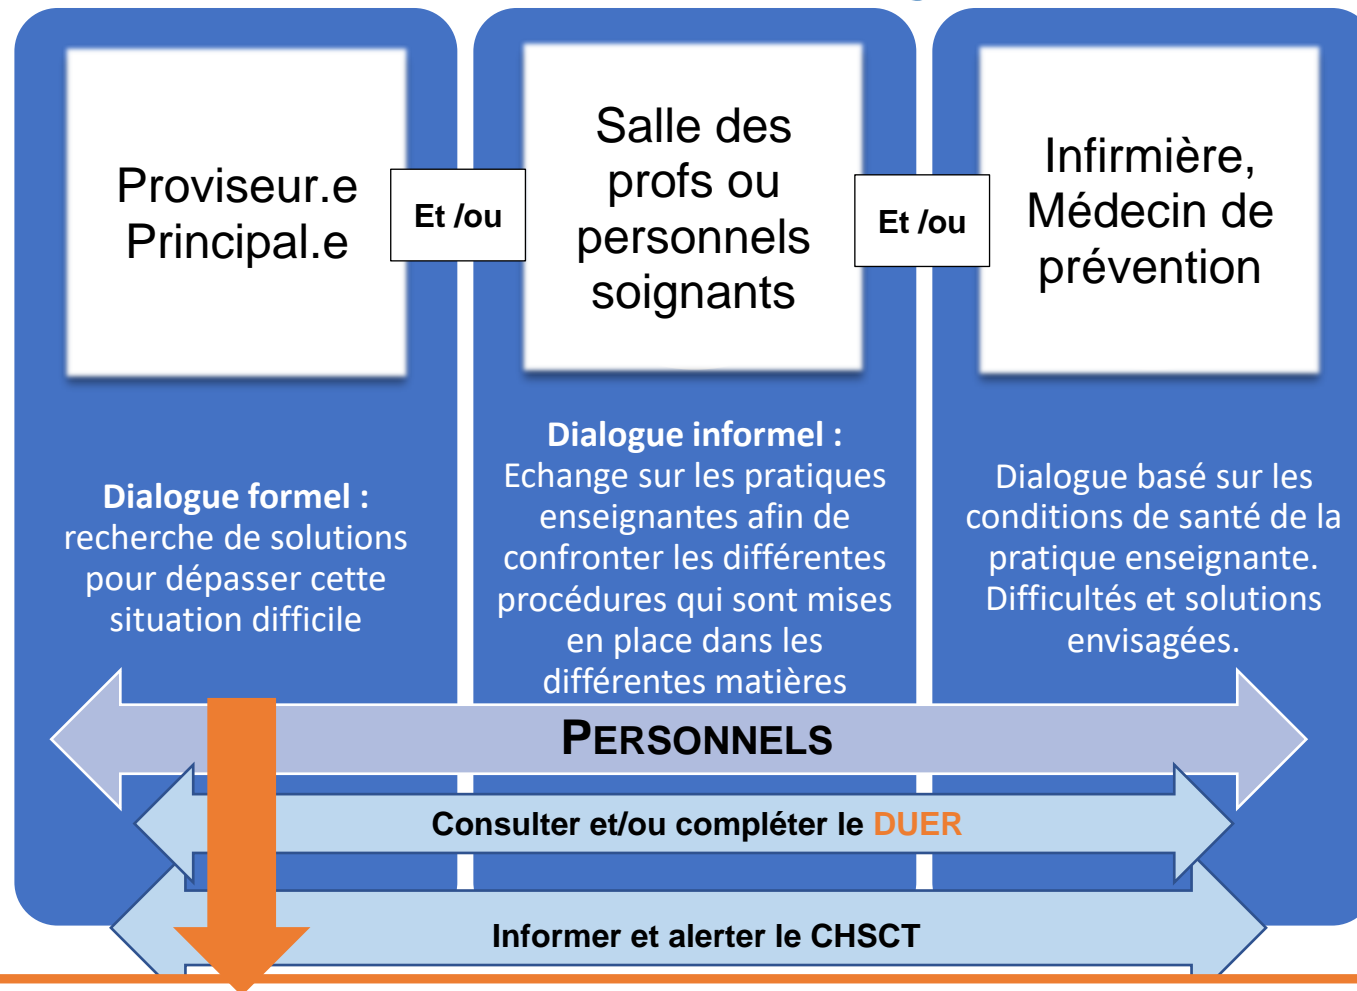 Proviseur.e
Principal.e
Et /ou
Salle des
profs ou
personnels
soignants
Et /ou
Infirmière,
Médecin de
prévention
Dialogue formel :
recherche de solutions
pour dépasser cette
situation difficile
Dialogue informel :
Echange sur les pratiques
enseignantes afin de
confronter les différentes
procédures qui sont mises
en place dans les
différentes matières
Dialogue basé sur les
conditions de santé de la
pratique enseignante.
Difficultés et solutions
envisagées.
PERSONNELS
Consulter et/ou compléter le DUER
Informer et alerter le CHSCT